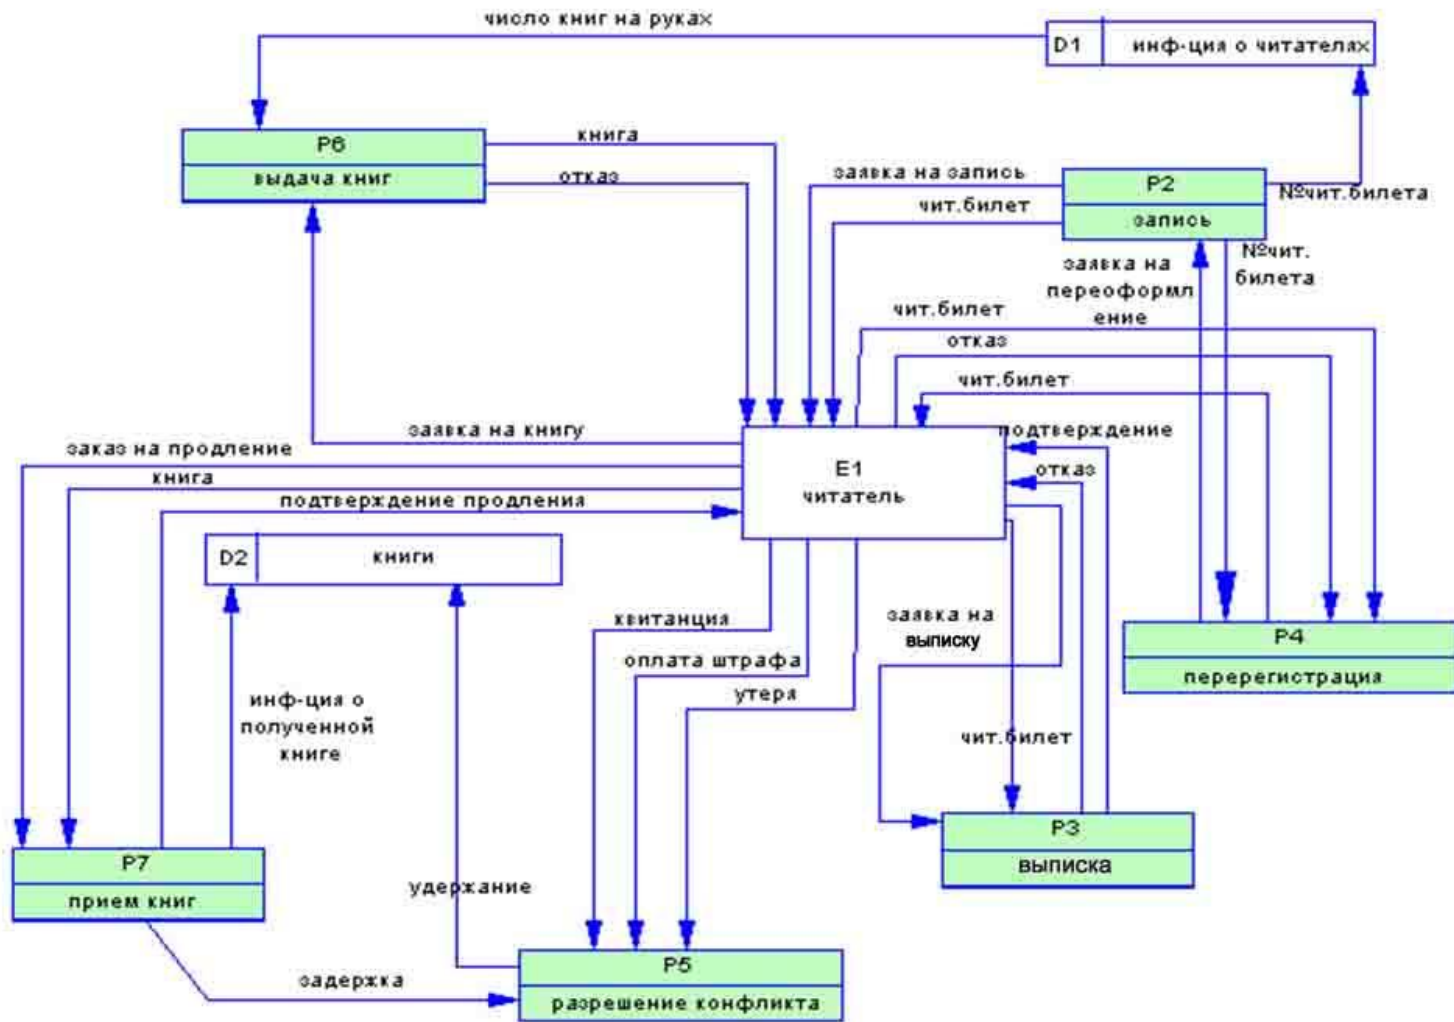 число книг на руках
D1 инф-ция о читателях
P6
выдача книг
книга
отказ
заявка на запись
чит.билет
P2
запись
№чит.билета
№чит.
билета
заявка на
переоформл
ение
чит.билет
отказ
чит.билет
заявка на книгу
заказ на продление
книга
подтверждение продления
E1
читатель
подтверждение
отказ
D2 книги
квитанция
оплата штрафа
утеря
заявка на
выписку
чит.билет
P4
перерегистрация
инф-ция о
полученной
книге
P7
прием книг
удержание
задержка
P3
выписка
P5
разрешение конфликта